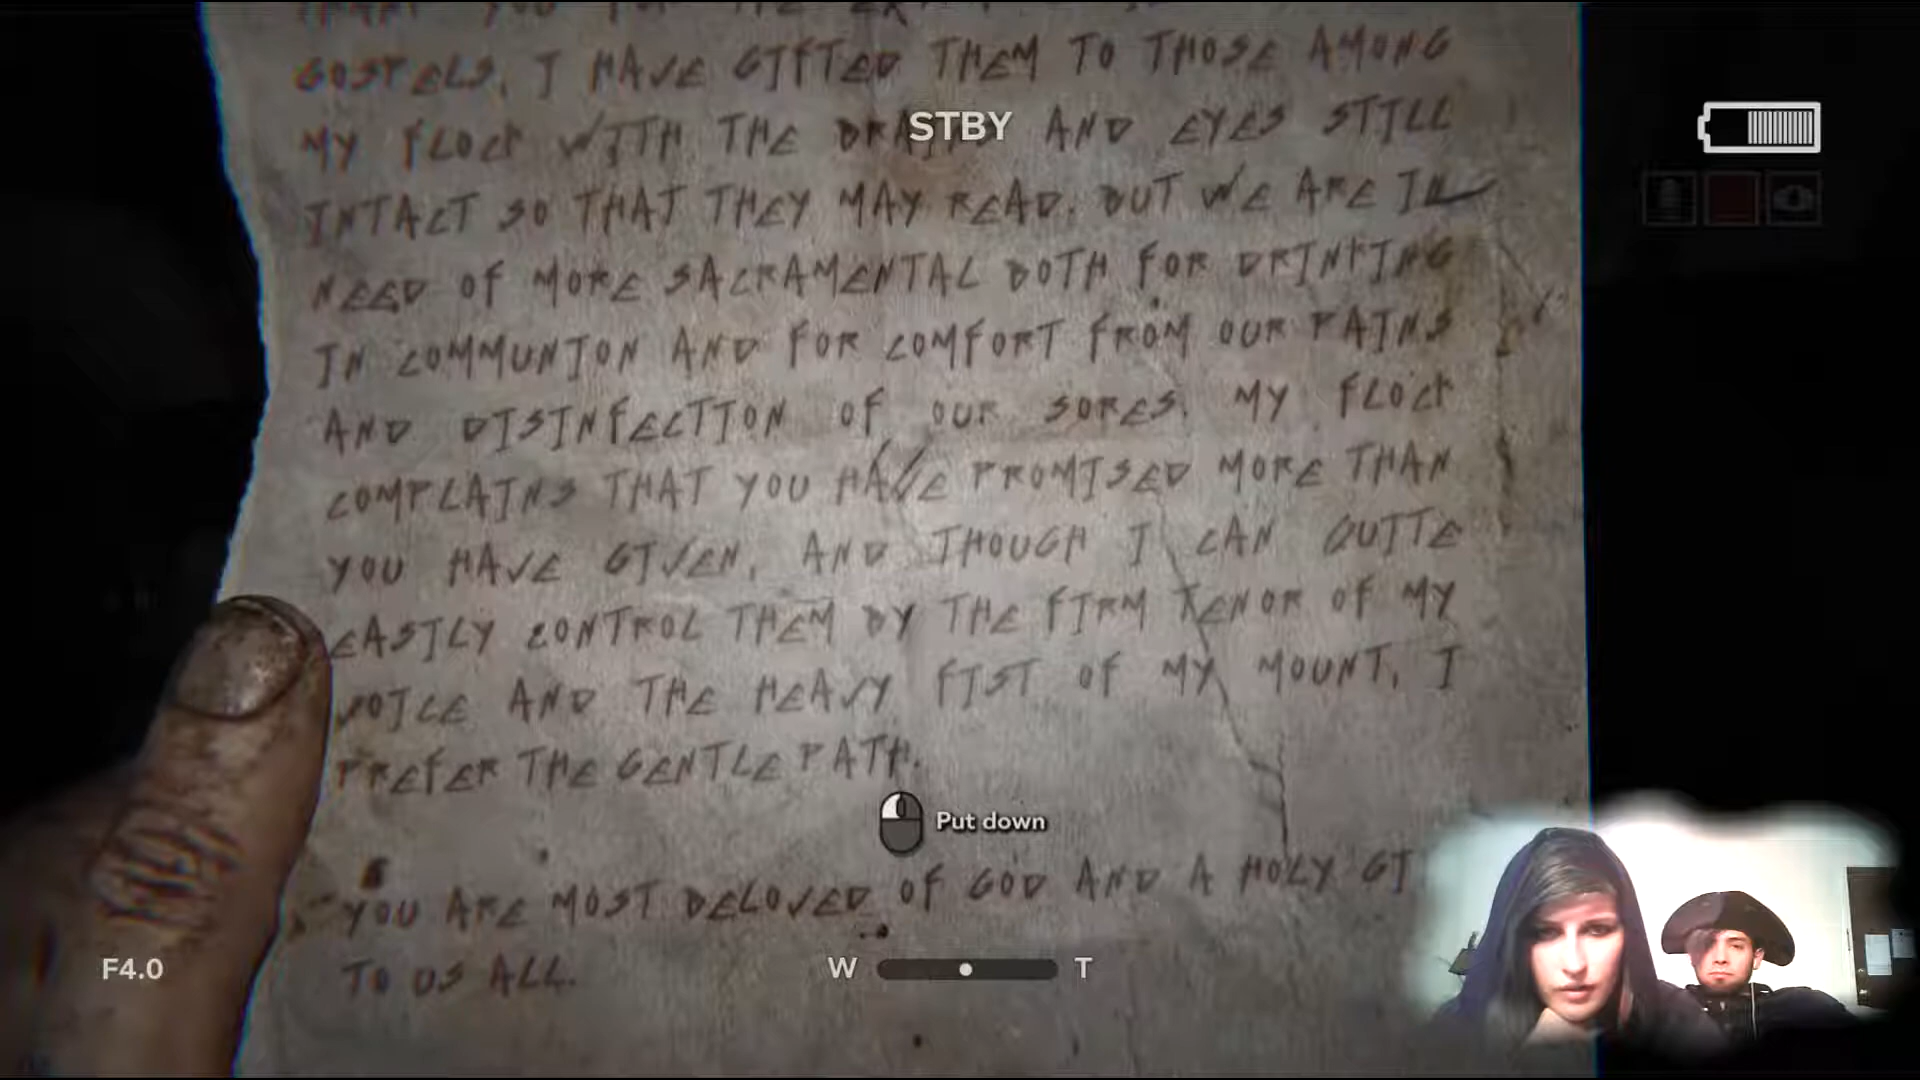 GOSPELS. I HAVE GIFTED THEM TO THOSE AMONG
MY FLOCK WITH THE AND EYES STILL
STBY
INTACT SO THAT THEY MAY READ. BUT WE ARE IN
NEED OF MORE SACRAMENTAL BOTH FOR DRINKING
IN COMMUNION AND FOR COMFORT FROM OUR PAINS
AND DISINFECTION OF OUR SORES. MY FLOCK
COMPLAINS THAT YOU HAVE PROMISED MORE THAN
YOU HAVE GIVEN, AND THOUGH I CAN QUITE
EASILY CONTROL THEM BY THE FIRM TENOR OF MY
VOICE AND THE HEAVY FIST OF MY MOUNT, I
PREFER THE GENTLE PATH.
Put down
YOU ARE MOST BELOVED OF GOD AND A HOLY
TO US ALL.
F4.0
W T